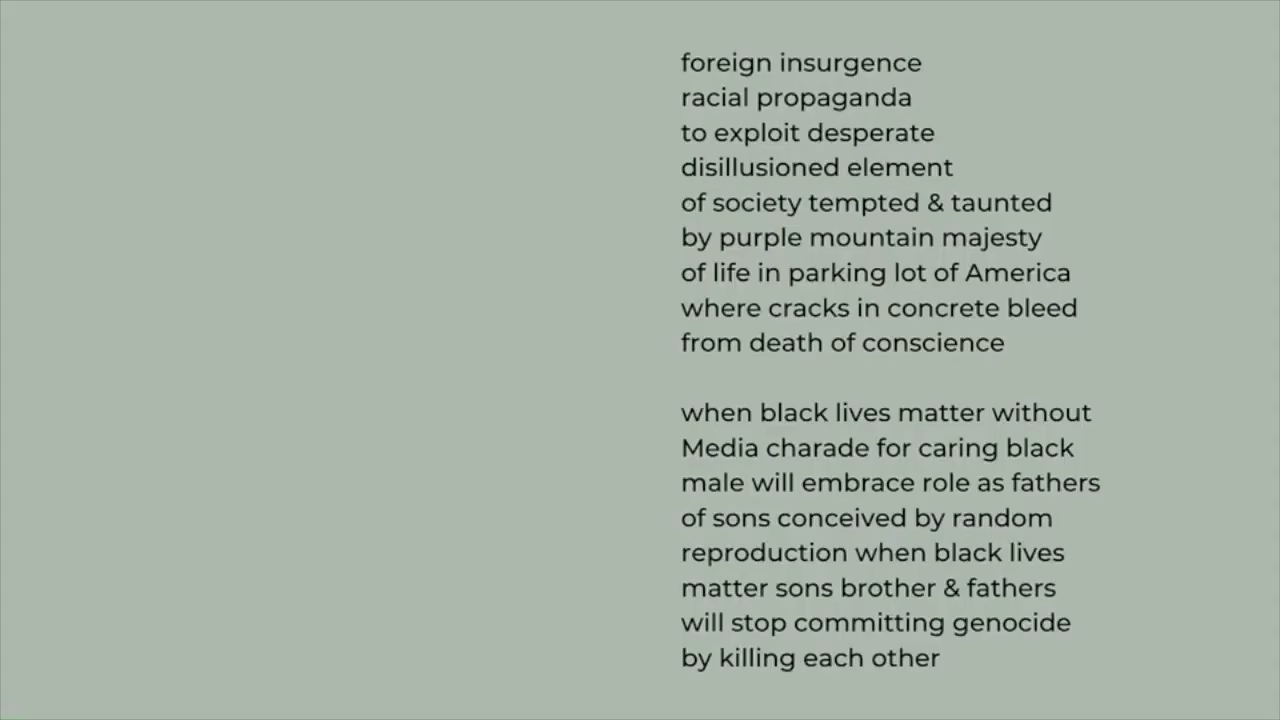 foreign insurgence
racial propaganda
to exploit desperate
disillusioned element
of society tempted & taunted
by purple mountain majesty
of life in parking lot of America
where cracks in concrete bleed
from death of conscience
when black lives matter without
Media charade for caring black
male will embrace role as fathers
of sons conceived by random
reproduction when black lives
matter sons brother & fathers
will stop committing genocide
by killing each other